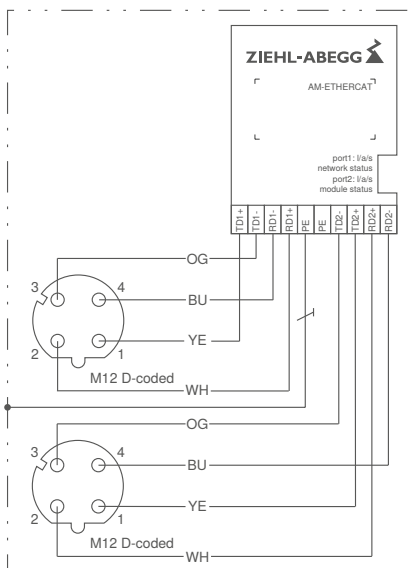 ZIEHL-ABEGG
AM-ETHERCAT
port1: l/a/s
network status
port2: l/a/s
module status
TD1+ TD1- RD1- RD1+ PE PE TD2- TD2+ RD2+ RD2-
OG
3 4
BU
YE
2 1
M12 D-coded
WH
OG
3 4
BU
YE
2 1
M12 D-coded
WH